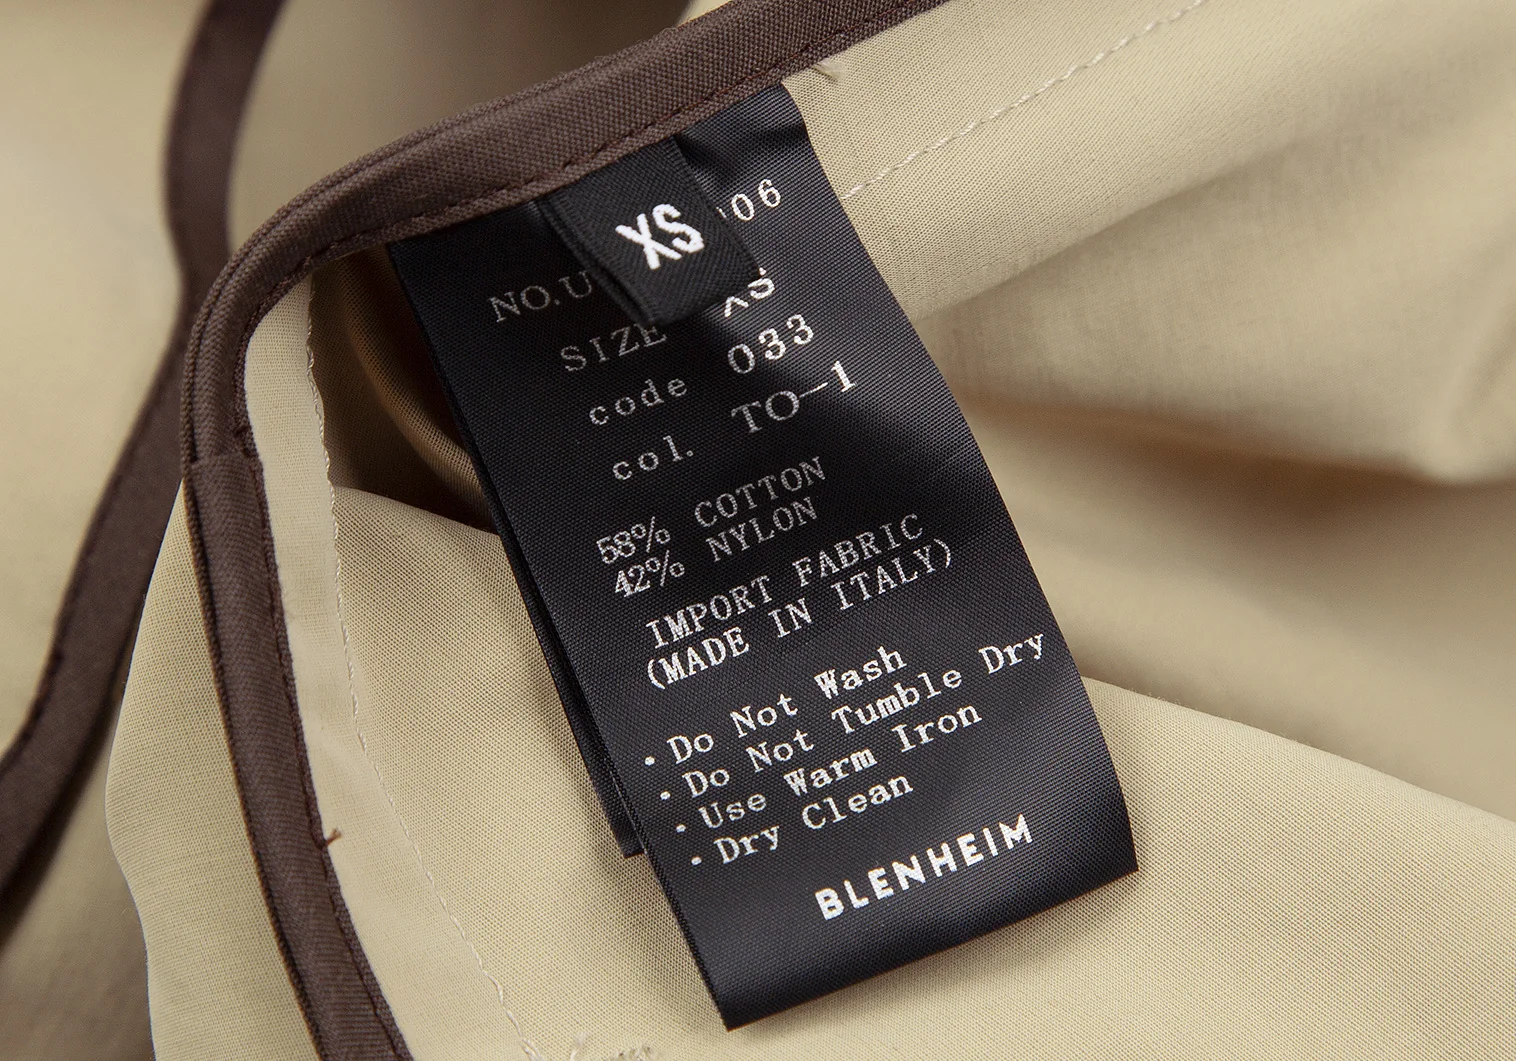 XS
NO.U 06
SIZE XS
code 033
col. TO-1
58% COTTON
42% NYLON
IMPORT FABRIC
(MADE IN ITALY)
・Do Not Wash
・Do Not Tumble Dry
・Use Warm Iron
・Dry Clean
BLENHEIM